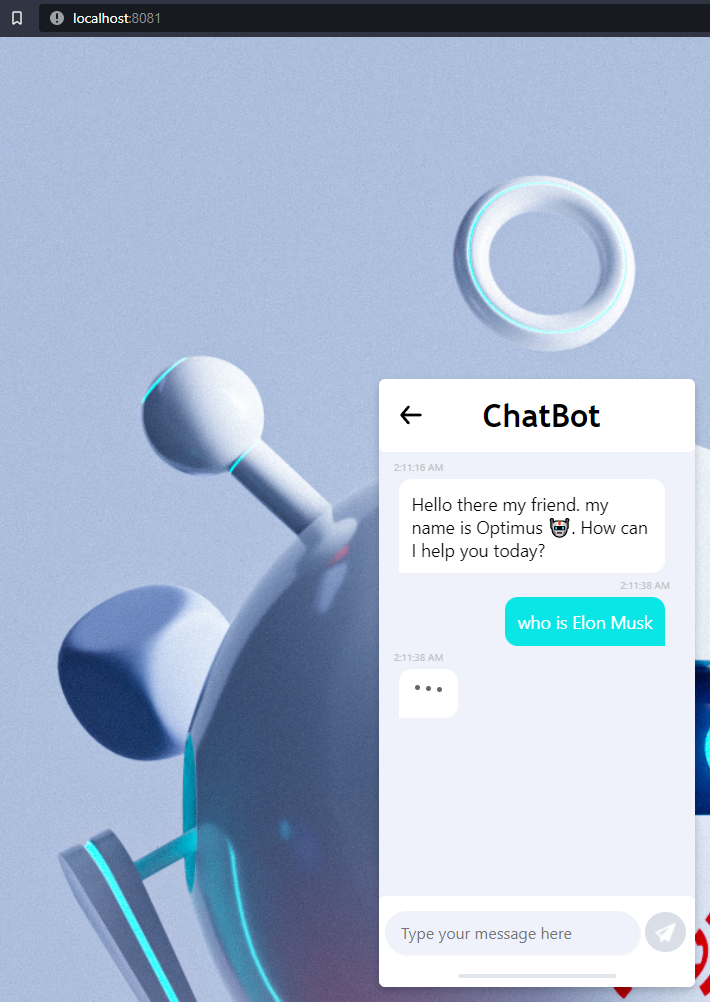 localhost:8081
ChatBot
2:11:16 AM
Hello there my friend. my
name is Optimus 🤖. How can
I help you today?
2:11:38 AM
who is Elon Musk
2:11:38 AM
Type your message here